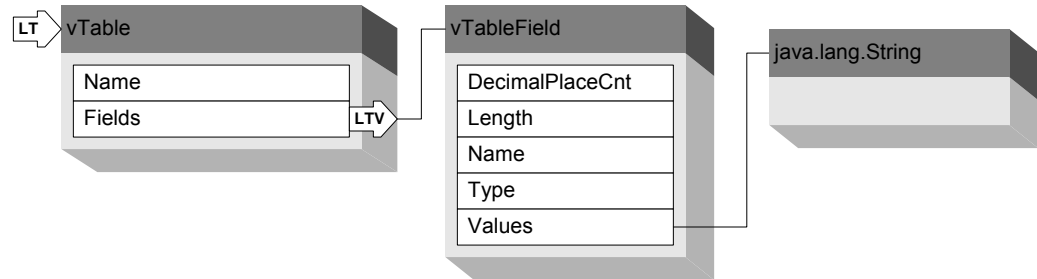 LT
vTable
Name
Fields
LTV
vTableField
DecimalPlaceCnt
Length
Name
Type
Values
java.lang.String